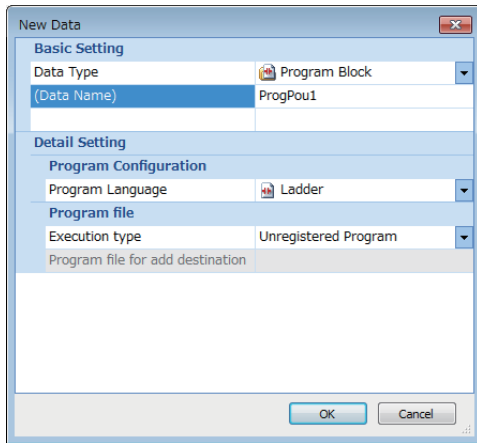 New Data
Basic Setting
Data Type Program Block
(Data Name) ProgPou1
Detail Setting
Program Configuration
Program Language Ladder
Program file
Execution type Unregistered Program
Program file for add destination
OK Cancel